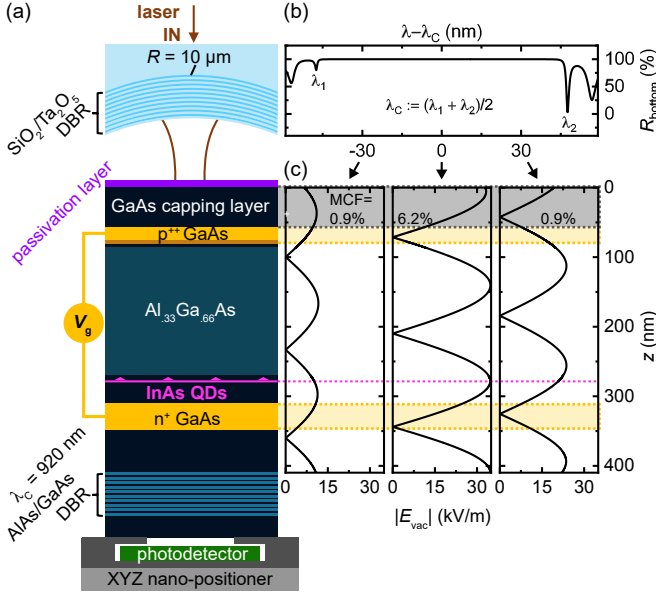 (a)
laser
IN
R = 10 μm
SiO2/Ta2O5
DBR
passivation layer
GaAs capping layer
p++ GaAs
Vg
Al.33Ga.66As
InAs QDs
n+ GaAs
λC = 920 nm
AlAs/GaAs
DBR
photodetector
XYZ nano-positioner
(b)
λ–λC (nm)
λ1
λC := (λ1 + λ2)/2
λ2
100
50
0
Rbottom (%)
-30 0 30
(c)
MCF=
0.9%
6.2%
0.9%
0
100
200
300
400
z (nm)
0 15 30 0 15 30 0 15 30
|Evac| (kV/m)